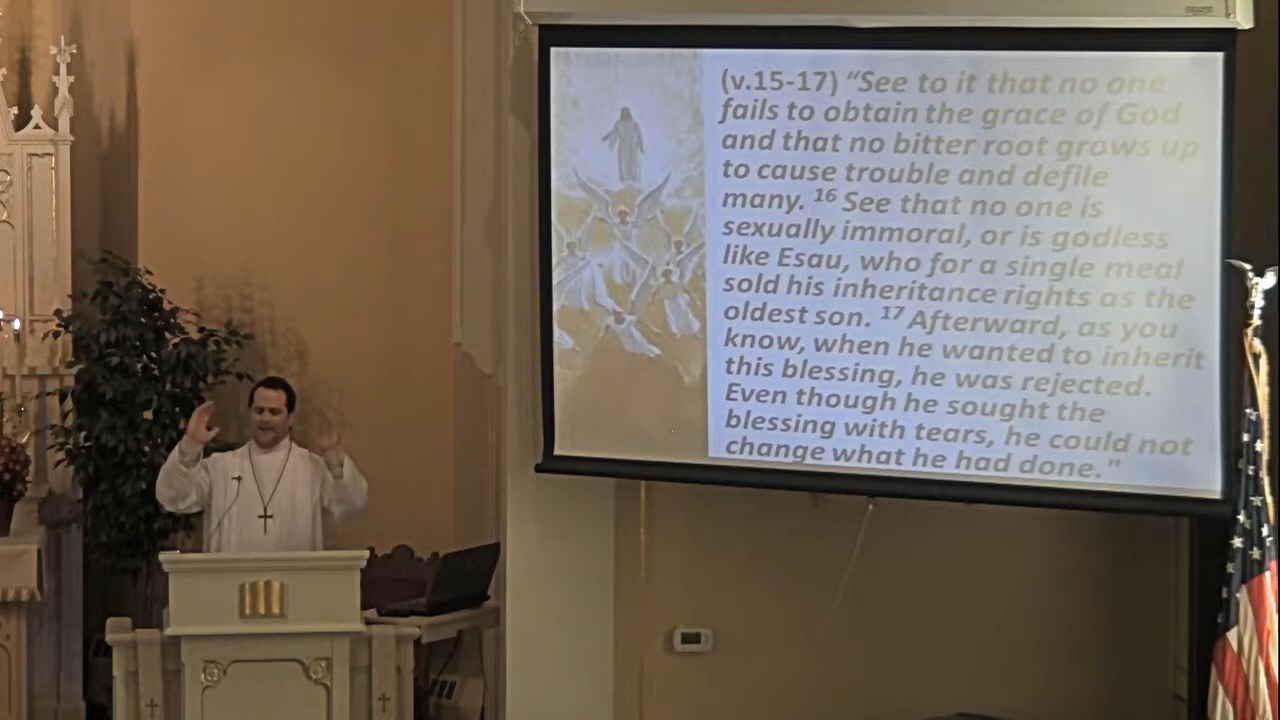 (v.15-17) “See to it that no one
fails to obtain the grace of God
and that no bitter root grows up
to cause trouble and defile
many. 16 See that no one is
sexually immoral, or is godless
like Esau, who for a single meal
sold his inheritance rights as the
oldest son. 17 Afterward, as you
know, when he wanted to inherit
this blessing, he was rejected.
Even though he sought the
blessing with tears, he could not
change what he had done."